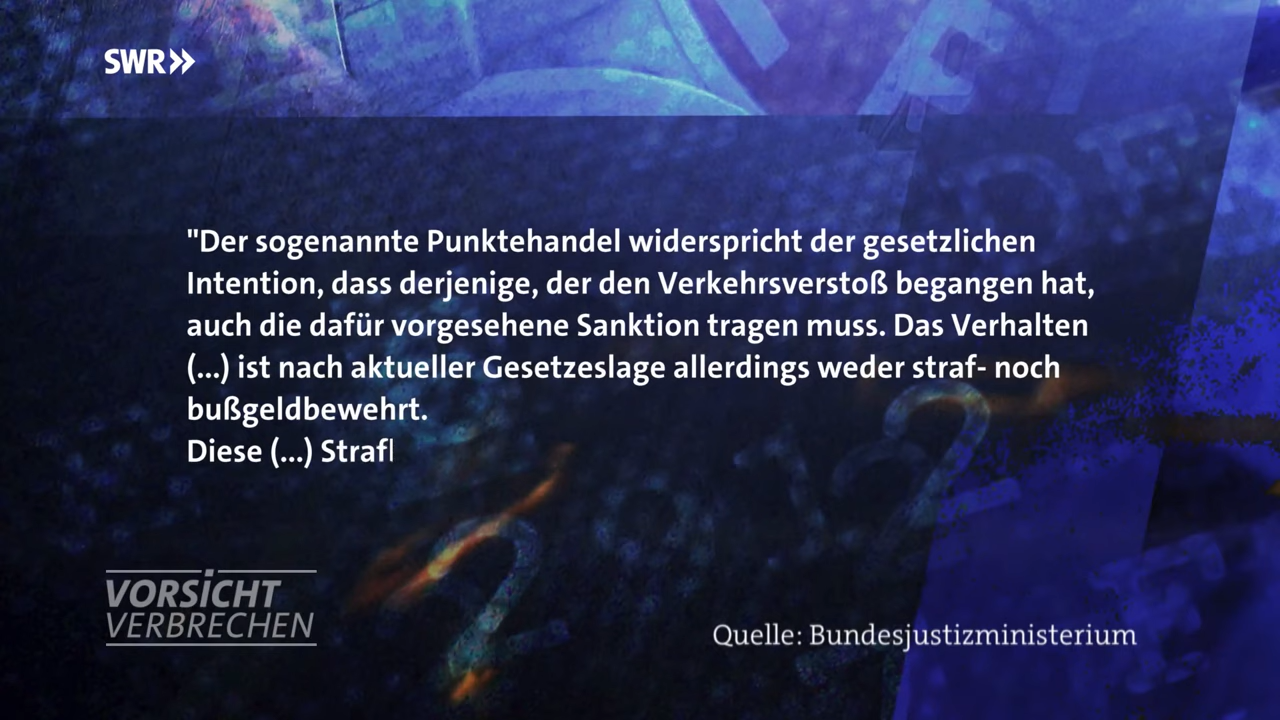 SWR»
"Der sogenannte Punktehandel widerspricht der gesetzlichen
Intention, dass derjenige, der den Verkehrsverstoß begangen hat,
auch die dafür vorgesehene Sanktion tragen muss. Das Verhalten
(...) ist nach aktueller Gesetzeslage allerdings weder straf- noch
bußgeldbewehrt.
Diese (...) Strafl
VORSiCHT
VERBRECHEN
Quelle: Bundesjustizministerium